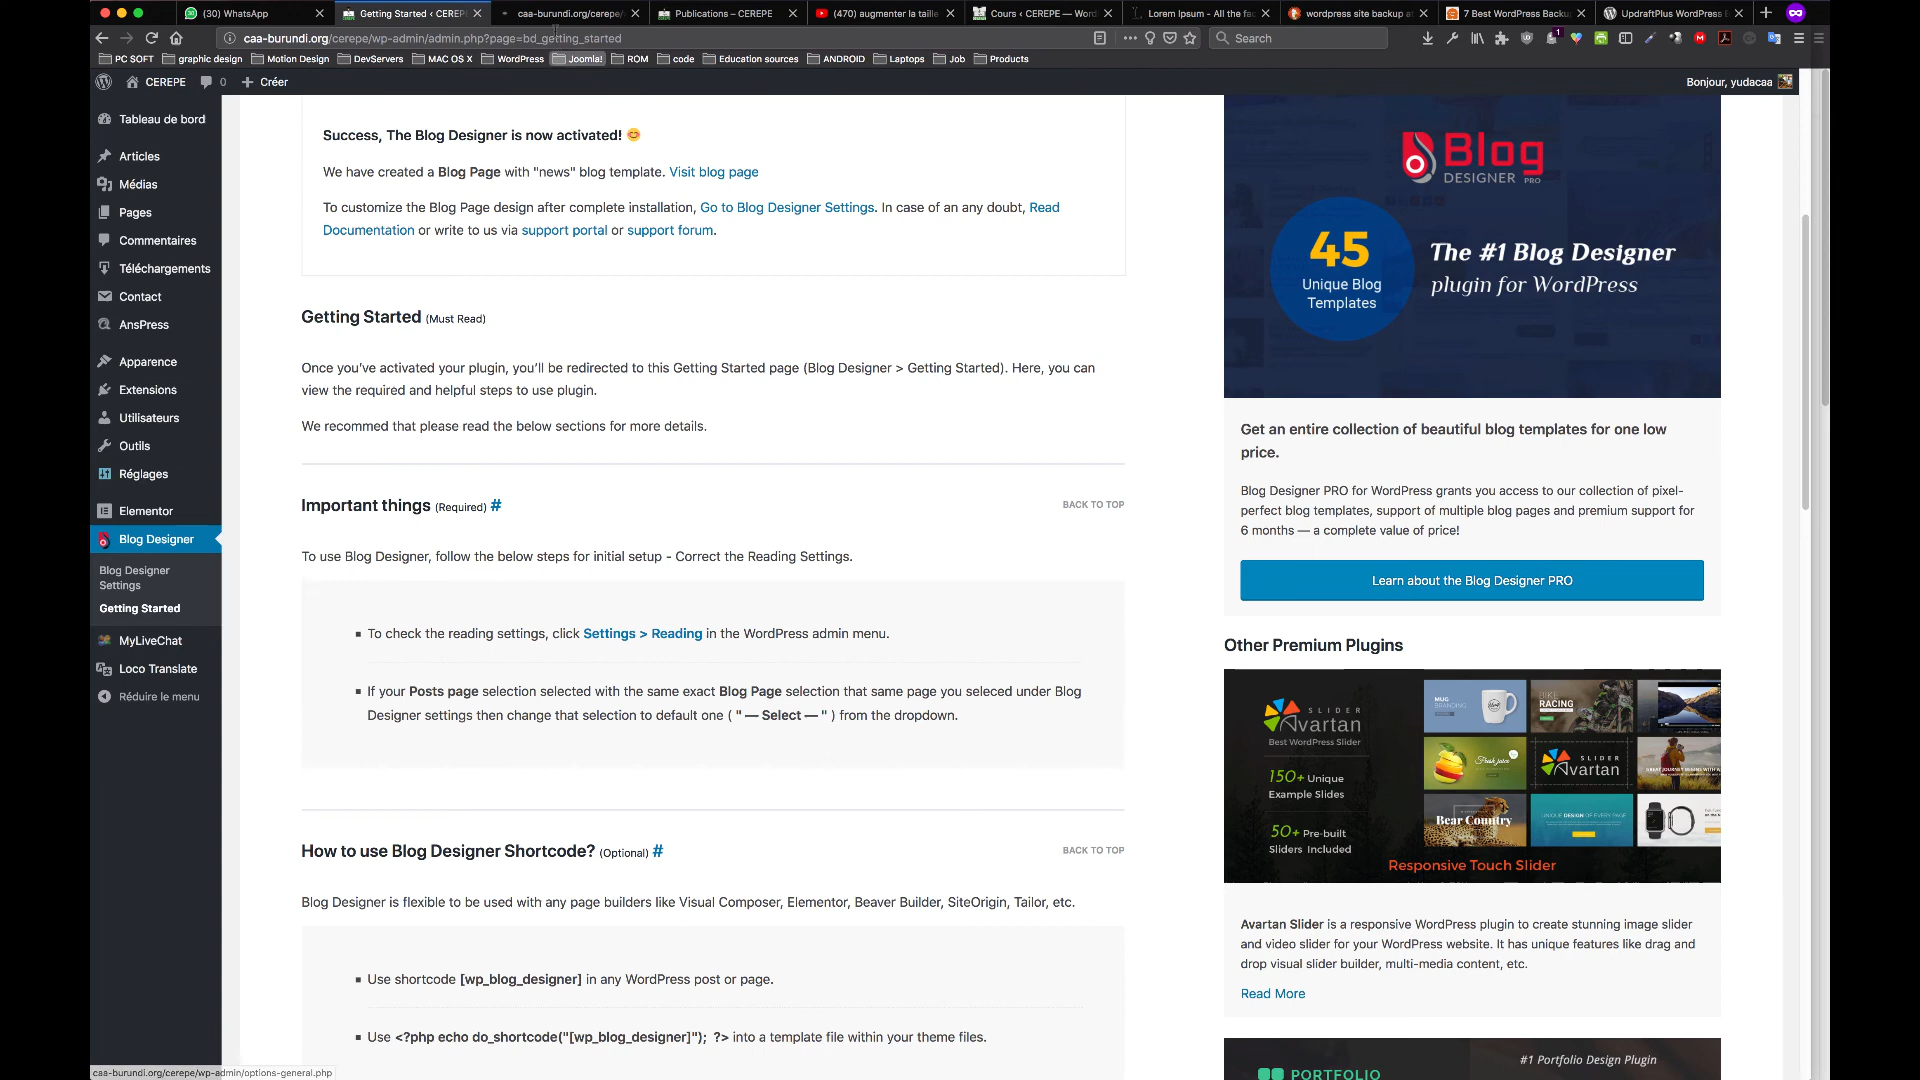 (30) WhatsApp
Getting Started ‹ CEREPE
caa-burundi.org/cerepe/
Publications – CEREPE
(470) augmenter la taille
Cours ‹ CEREPE — Word
Lorem Ipsum - All the fac
wordpress site backup at
7 Best WordPress Backu
UpdraftPlus WordPress B
caa-burundi.org/cerepe/wp-admin/admin.php?page=bd_getting_started
Search
1
PC SOFT
graphic design
Motion Design
DevServers
MAC OS X
WordPress
Joomla!
ROM
code
Education sources
ANDROID
Laptops
Job
Products
CEREPE
0
Créer
Bonjour, yudacaa
Tableau de bord
Articles
Médias
Pages
Commentaires
Téléchargements
Contact
AnsPress
Apparence
Extensions
Utilisateurs
Outils
Réglages
Elementor
Blog Designer
Blog Designer
Settings
Getting Started
MyLiveChat
Loco Translate
Réduire le menu
Success, The Blog Designer is now activated! 😊
We have created a Blog Page with "news" blog template. Visit blog page
To customize the Blog Page design after complete installation, Go to Blog Designer Settings. In case of an any doubt, Read
Documentation or write to us via support portal or support forum.
Getting Started (Must Read)
Once you've activated your plugin, you'll be redirected to this Getting Started page (Blog Designer > Getting Started). Here, you can
view the required and helpful steps to use plugin.
We recommed that please read the below sections for more details.
Important things (Required) #
BACK TO TOP
To use Blog Designer, follow the below steps for initial setup - Correct the Reading Settings.
To check the reading settings, click Settings > Reading in the WordPress admin menu.
If your Posts page selection selected with the same exact Blog Page selection that same page you seleced under Blog
Designer settings then change that selection to default one ( " — Select — " ) from the dropdown.
How to use Blog Designer Shortcode? (Optional) #
BACK TO TOP
Blog Designer is flexible to be used with any page builders like Visual Composer, Elementor, Beaver Builder, SiteOrigin, Tailor, etc.
Use shortcode [wp_blog_designer] in any WordPress post or page.
Use <?php echo do_shortcode("[wp_blog_designer]"); ?> into a template file within your theme files.
Blog
DESIGNER PRO
45
Unique Blog
Templates
The #1 Blog Designer
plugin for WordPress
Get an entire collection of beautiful blog templates for one low
price.
Blog Designer PRO for WordPress grants you access to our collection of pixel-
perfect blog templates, support of multiple blog pages and premium support for
6 months — a complete value of price!
Learn about the Blog Designer PRO
Other Premium Plugins
SLIDER
Avartan
Best WordPress Slider
150+ Unique
Example Slides
50+ Pre-built
Sliders Included
MUG
BRANDING
BIKE
RACING
Fresh juice
SLIDER
Avartan
Bear Country
UNIQUE DESIGN OF EVERY PAGE
Responsive Touch Slider
Avartan Slider is a responsive WordPress plugin to create stunning image slider
and video slider for your WordPress website. It has unique features like drag and
drop visual slider builder, multi-media content, etc.
Read More
#1 Portfolio Design Plugin
PORTFOLIO
caa-burundi.org/cerepe/wp-admin/options-general.php